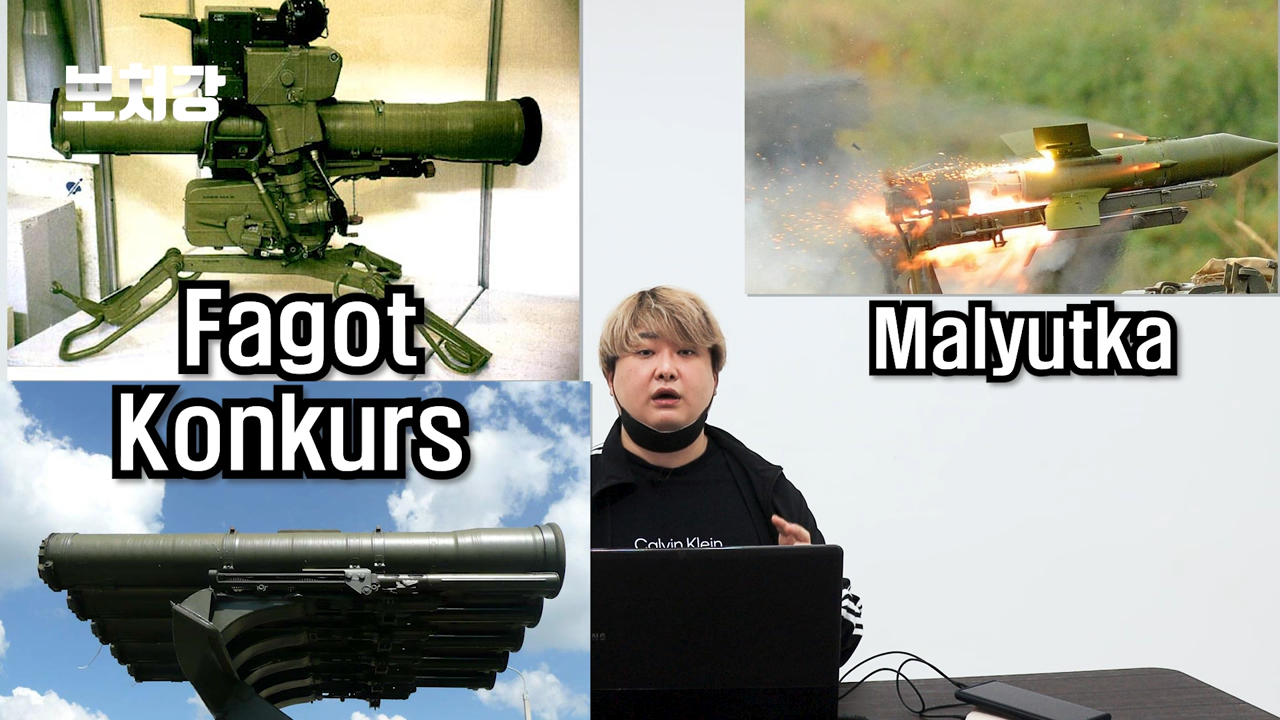 보처강
Fagot
Konkurs
Malyutka
Calvin Klein